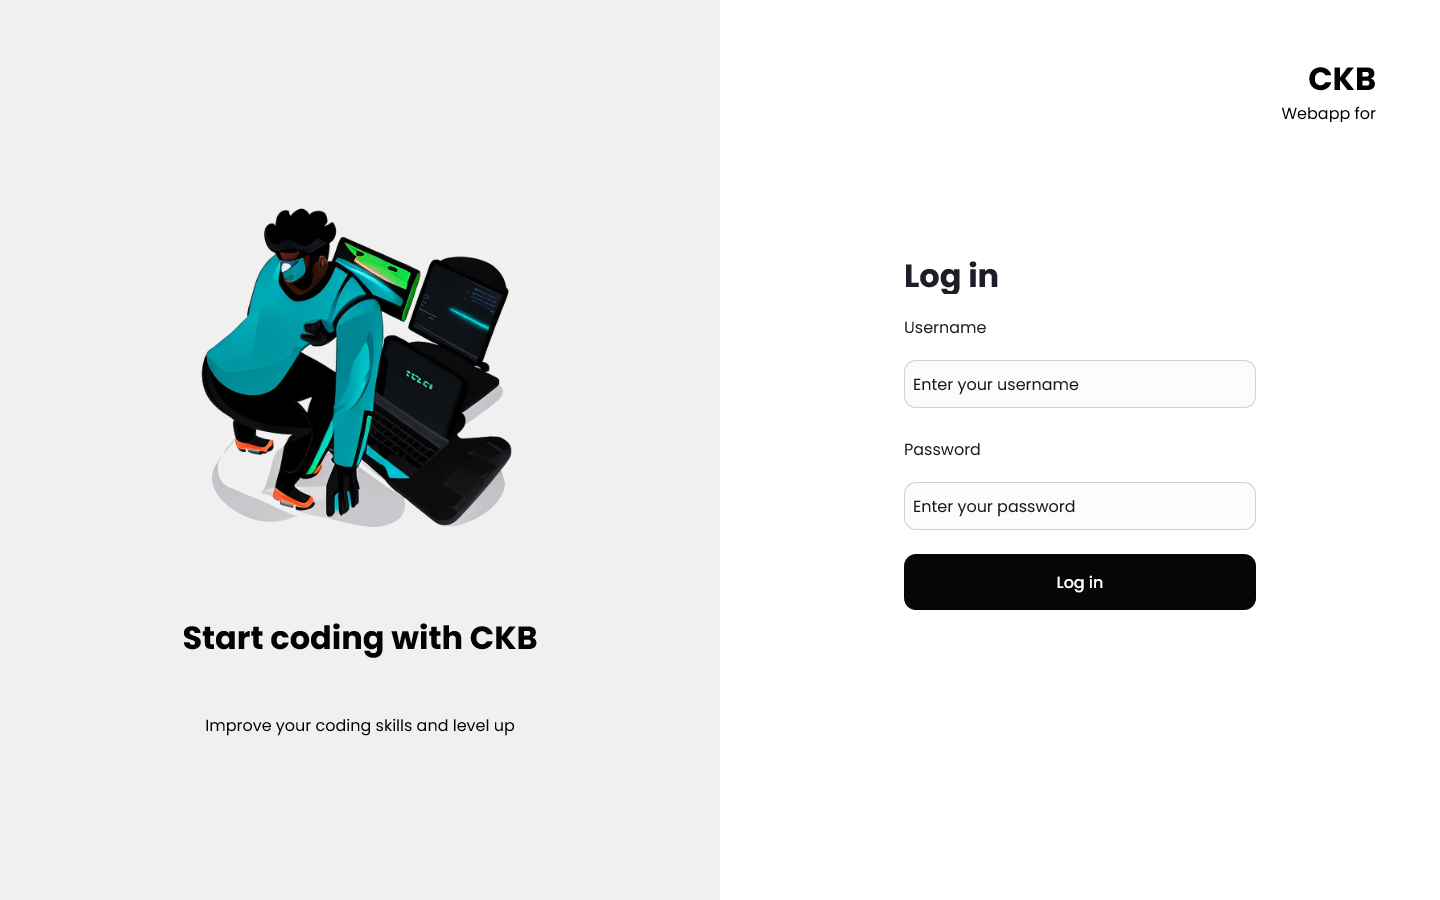 CKB
Webapp for
Log in
Username
Enter your username
Password
Enter your password
Log in
Start coding with CKB
Improve your coding skills and level up